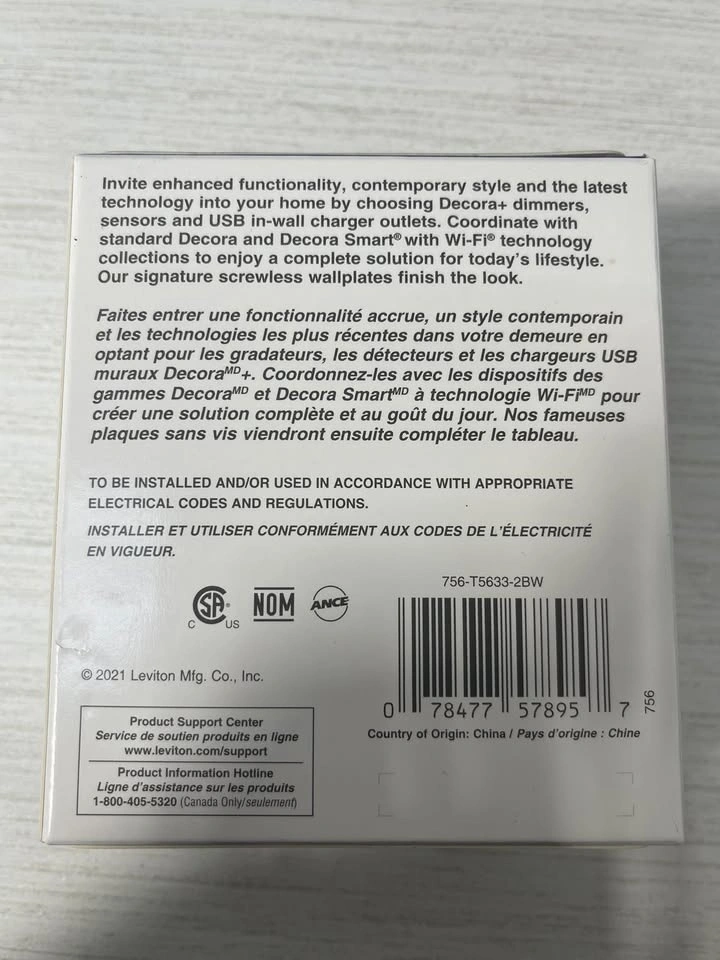 Invite enhanced functionality, contemporary style and the latest
technology into your home by choosing Decora+ dimmers,
sensors and USB in-wall charger outlets. Coordinate with
standard Decora and Decora Smart® with Wi-Fi® technology
collections to enjoy a complete solution for today's lifestyle.
Our signature screwless wallplates finish the look.
Faites entrer une fonctionnalité accrue, un style contemporain
et les technologies les plus récentes dans votre demeure en
optant pour les gradateurs, les détecteurs et les chargeurs USB
muraux Decoraᴹᴰ+. Coordonnez-les avec les dispositifs des
gammes Decoraᴹᴰ et Decora Smartᴹᴰ à technologie Wi-Fiᴹᴰ pour
créer une solution complète et au goût du jour. Nos fameuses
plaques sans vis viendront ensuite compléter le tableau.
TO BE INSTALLED AND/OR USED IN ACCORDANCE WITH APPROPRIATE
ELECTRICAL CODES AND REGULATIONS.
INSTALLER ET UTILISER CONFORMÉMENT AUX CODES DE L'ÉLECTRICITÉ
EN VIGUEUR.
C SA® US NOM ANCE
© 2021 Leviton Mfg. Co., Inc.
Product Support Center
Service de soutien produits en ligne
www.leviton.com/support
Product Information Hotline
Ligne d'assistance sur les produits
1-800-405-5320 (Canada Only/seulement)
756-T5633-2BW
0 78477 57895 7
756
Country of Origin: China / Pays d'origine : Chine